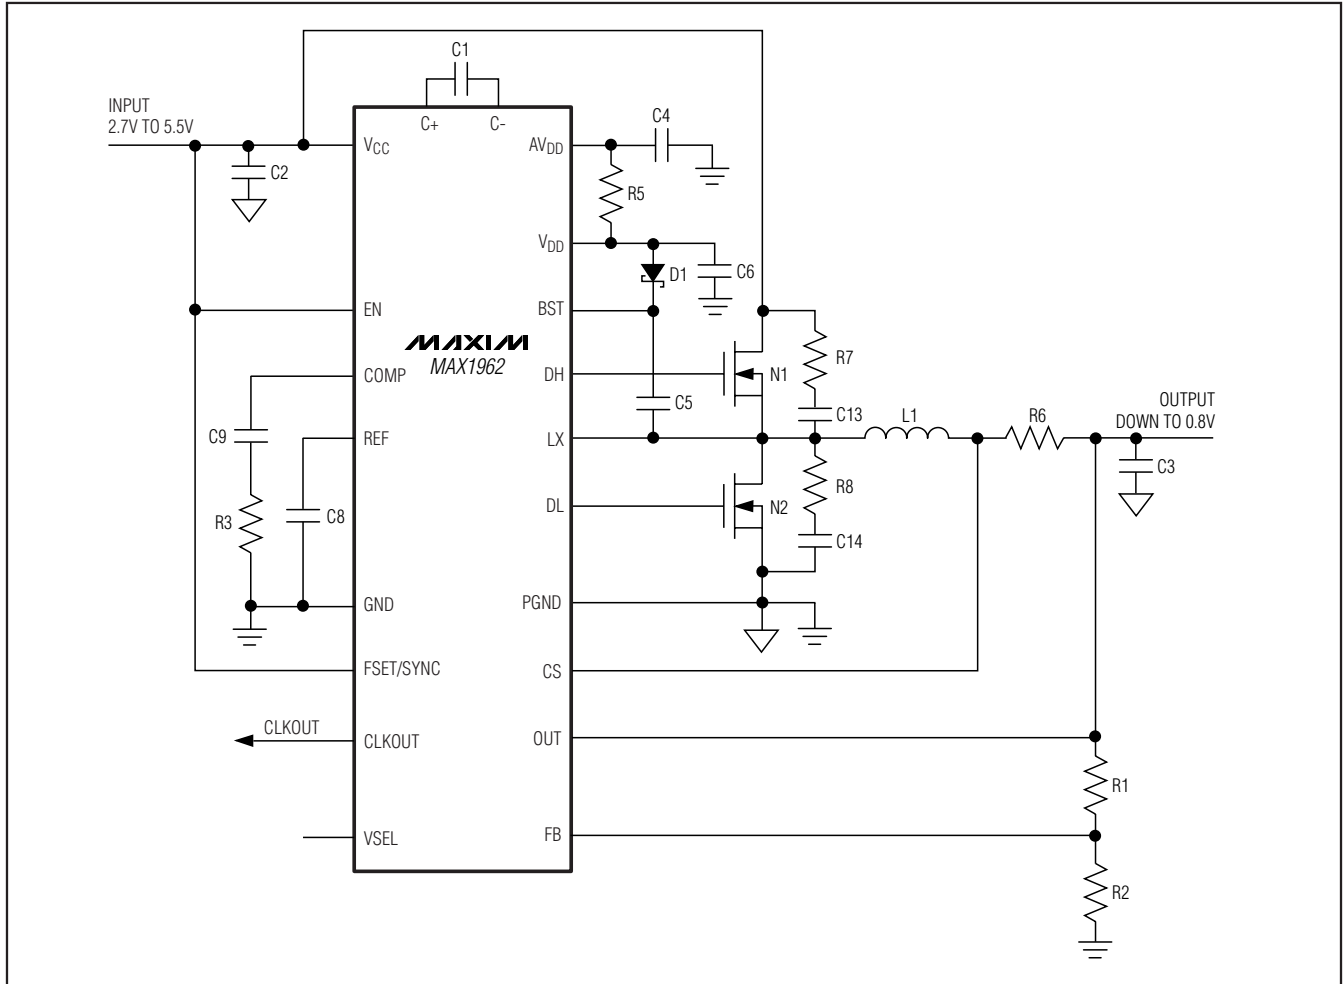 C1
INPUT
2.7V TO 5.5V
C+
C-
C4
VCC
AVDD
C2
R5
VDD
D1
C6
EN
BST
MAXIM
MAX1962
R7
COMP
DH
N1
C5
C13
L1
R6
OUTPUT
DOWN TO 0.8V
C9
REF
LX
C3
R8
R3
C8
DL
N2
C14
GND
PGND
FSET/SYNC
CS
CLKOUT
CLKOUT
OUT
R1
VSEL
FB
R2